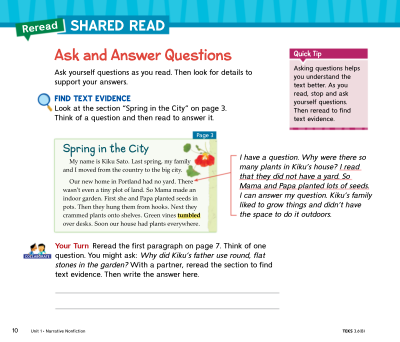 Reread SHARED READ
Ask and Answer Questions
Ask yourself questions as you read. Then look for details to
support your answers.
FIND TEXT EVIDENCE
Look at the section "Spring in the City" on page 3.
Think of a question and then read to answer it.
Quick Tip
Asking questions helps
you understand the
text better. As you
read, stop and ask
yourself questions.
Then reread to find
text evidence.
Page 3
Spring in the City
My name is Kiku Sato. Last spring, my family
and I moved from the country to the big city.
Our new home in Portland had no yard. There
wasn't even a tiny plot of land. So Mama made an
indoor garden. First she and Papa planted seeds in
pots. Then they hung them from hooks. Next they
crammed plants onto shelves. Green vines tumbled
over desks. Soon our house had plants everywhere.
I have a question. Why were there so
many plants in Kiku's house? I read
that they did not have a yard. So
Mama and Papa planted lots of seeds.
I can answer my question. Kiku's family
liked to grow things and didn't have
the space to do it outdoors.
COLLABORATE
Your Turn Reread the first paragraph on page 7. Think of one
question. You might ask: Why did Kiku's father use round, flat
stones in the garden? With a partner, reread the section to find
text evidence. Then write the answer here.
10 Unit 1 • Narrative Nonfiction